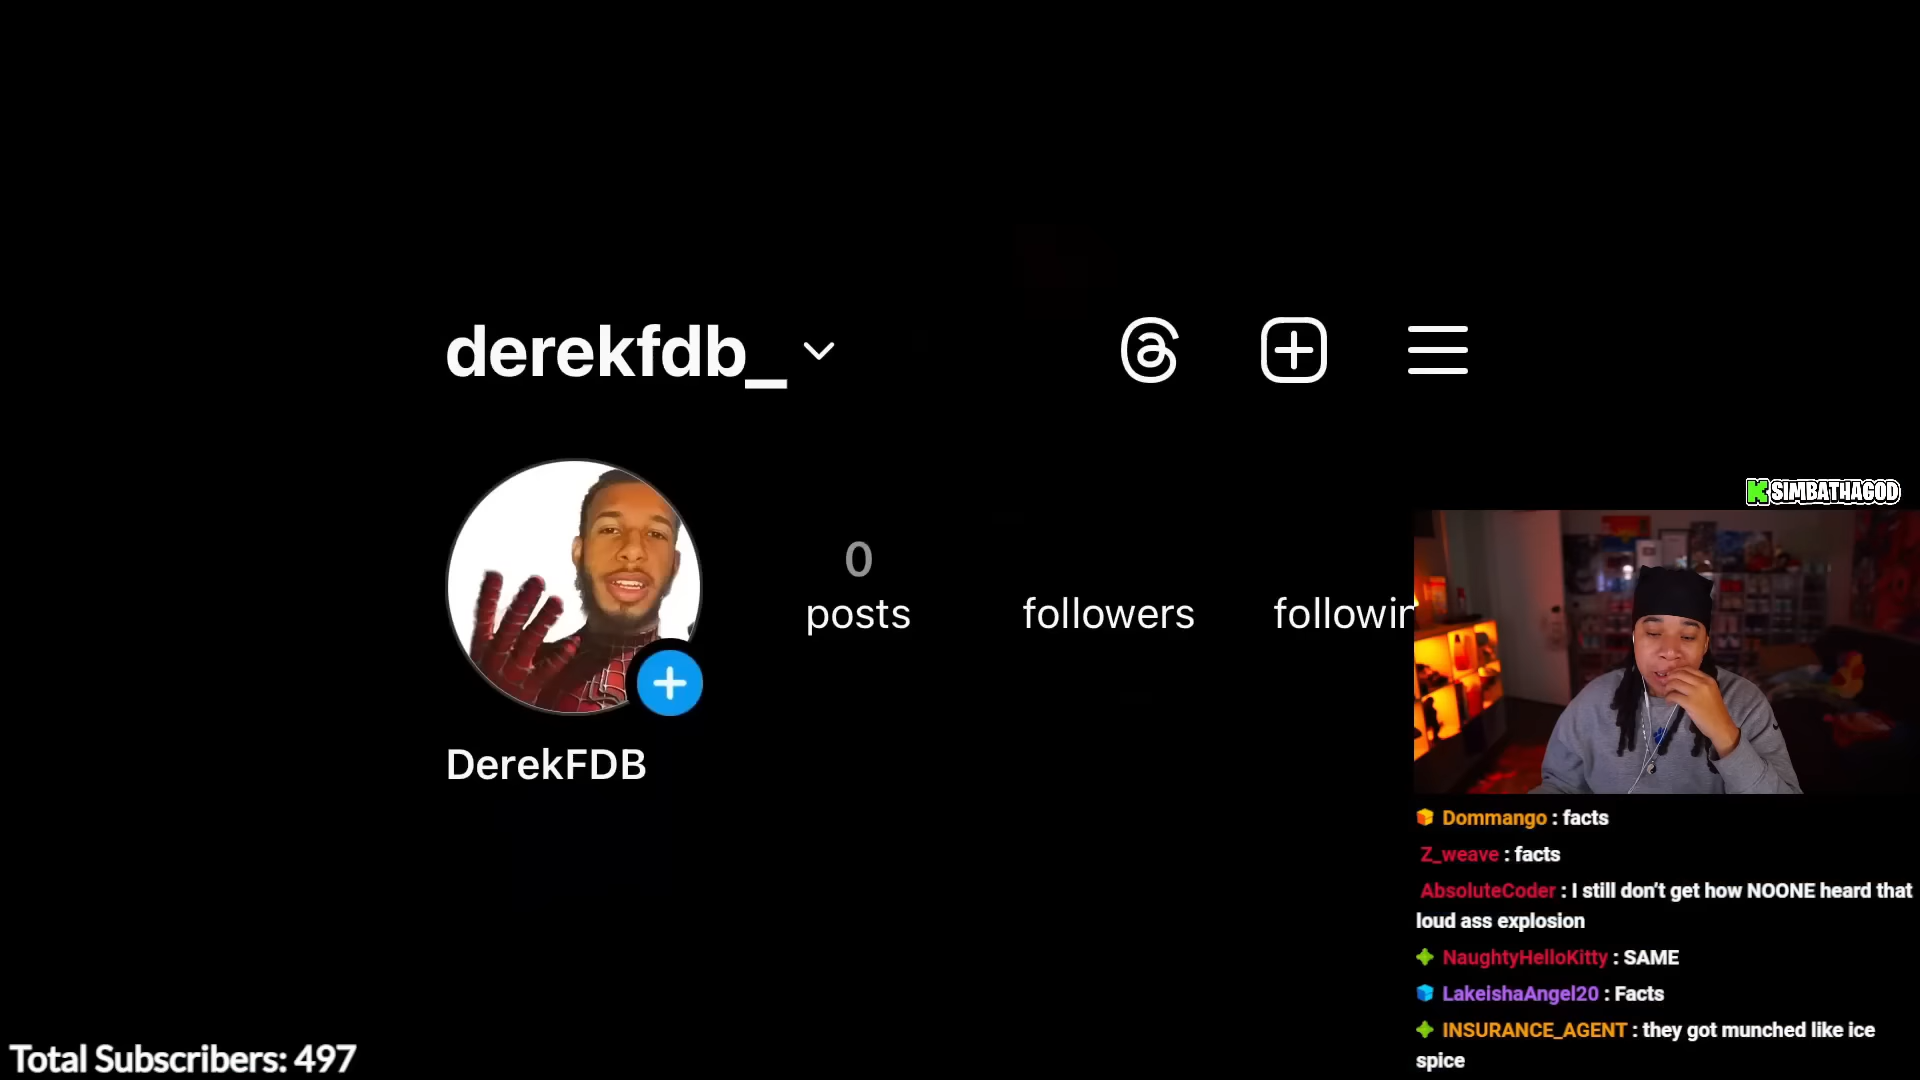 derekfdb_
0
posts
followers
followin
DerekFDB
K SIMBATHAGOD
Dommango : facts
Z_weave : facts
AbsoluteCoder : I still don't get how NOONE heard that
loud ass explosion
NaughtyHelloKitty : SAME
LakeishaAngel20 : Facts
INSURANCE_AGENT : they got munched like ice
spice
Total Subscribers: 497